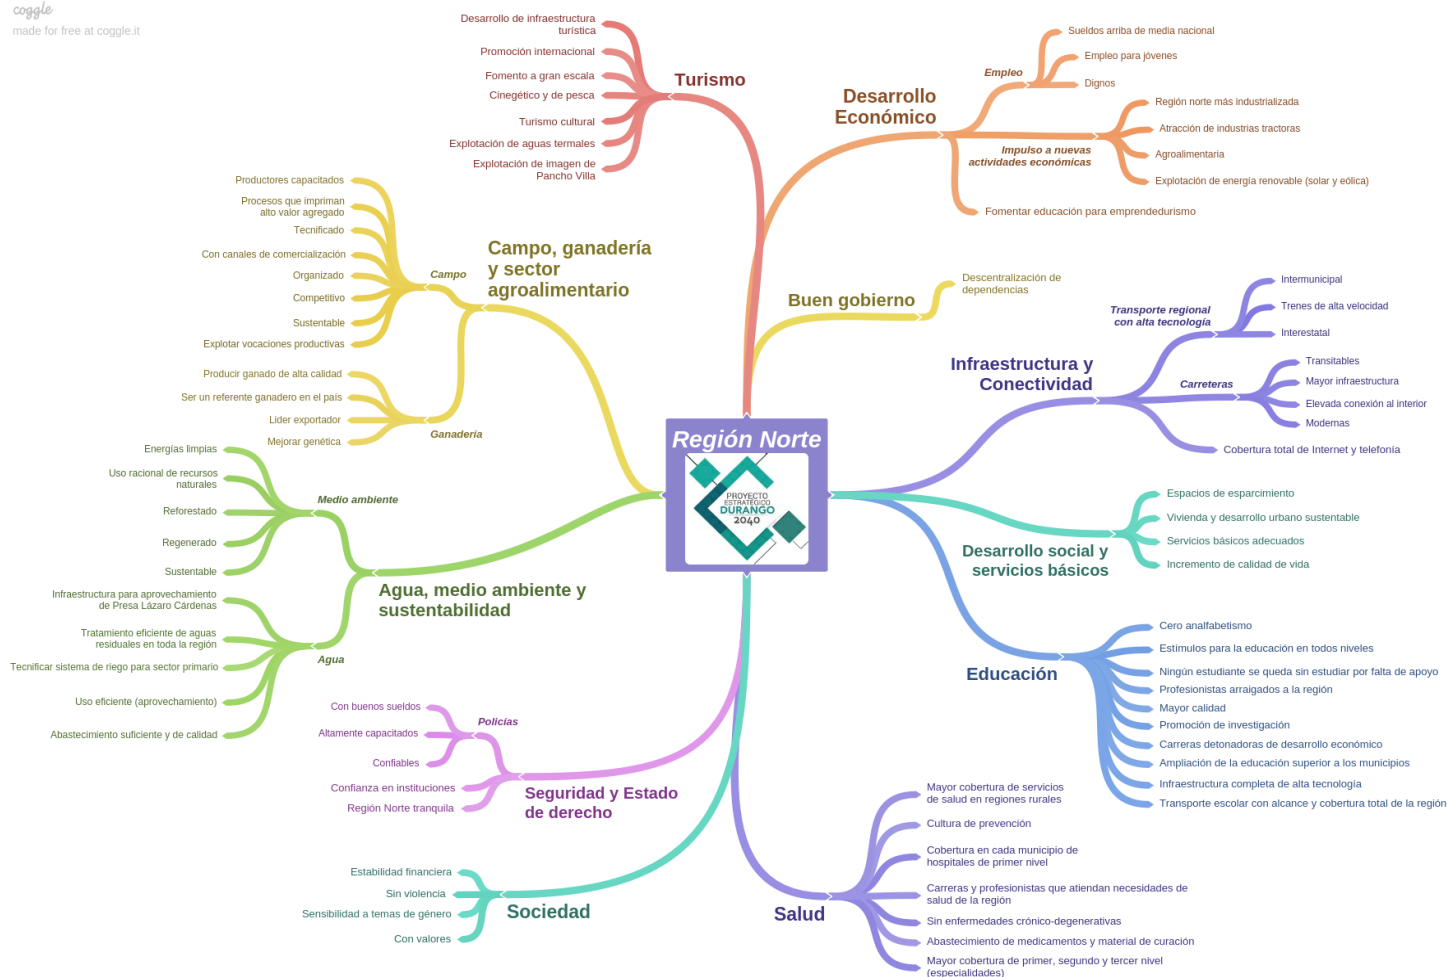 coggle
made for free at coggle.it
Desarrollo de infraestructura
turística
Promoción internacional
Fomento a gran escala
Cinegético y de pesca
Turismo cultural
Explotación de aguas termales
Explotación de imagen de
Pancho Villa
Turismo
Desarrollo
Económico
Empleo
Sueldos arriba de media nacional
Empleo para jóvenes
Dignos
Impulso a nuevas
actividades económicas
Región norte más industrializada
Atracción de industrias tractoras
Agroalimentaria
Explotación de energía renovable (solar y eólica)
Fomentar educación para emprendedurismo
Productores capacitados
Procesos que impriman
alto valor agregado
Tecnificado
Con canales de comercialización
Organizado
Competitivo
Sustentable
Explotar vocaciones productivas
Campo
Campo, ganadería
y sector
agroalimentario
Producir ganado de alta calidad
Ser un referente ganadero en el país
Lider exportador
Mejorar genética
Ganadería
Buen gobierno
Descentralización de
dependencias
Infraestructura y
Conectividad
Transporte regional
con alta tecnología
Intermunicipal
Trenes de alta velocidad
Interestatal
Carreteras
Transitables
Mayor infraestructura
Elevada conexión al interior
Modernas
Cobertura total de Internet y telefonía
Región Norte
PROYECTO
ESTRATÉGICO
DURANGO
2040
Energías limpias
Uso racional de recursos
naturales
Reforestado
Regenerado
Sustentable
Medio ambiente
Agua, medio ambiente y
sustentabilidad
Infraestructura para aprovechamiento
de Presa Lázaro Cárdenas
Tratamiento eficiente de aguas
residuales en toda la región
Tecnificar sistema de riego para sector primario
Uso eficiente (aprovechamiento)
Abastecimiento suficiente y de calidad
Agua
Desarrollo social y
servicios básicos
Espacios de esparcimiento
Vivienda y desarrollo urbano sustentable
Servicios básicos adecuados
Incremento de calidad de vida
Educación
Cero analfabetismo
Estímulos para la educación en todos niveles
Ningún estudiante se queda sin estudiar por falta de apoyo
Profesionistas arraigados a la región
Mayor calidad
Promoción de investigación
Carreras detonadoras de desarrollo económico
Ampliación de la educación superior a los municipios
Infraestructura completa de alta tecnología
Transporte escolar con alcance y cobertura total de la región
Con buenos sueldos
Altamente capacitados
Confiables
Policías
Confianza en instituciones
Región Norte tranquila
Seguridad y Estado
de derecho
Estabilidad financiera
Sin violencia
Sensibilidad a temas de género
Con valores
Sociedad
Salud
Mayor cobertura de servicios
de salud en regiones rurales
Cultura de prevención
Cobertura en cada municipio de
hospitales de primer nivel
Carreras y profesionistas que atiendan necesidades de
salud de la región
Sin enfermedades crónico-degenerativas
Abastecimiento de medicamentos y material de curación
Mayor cobertura de primer, segundo y tercer nivel
(especialidades)